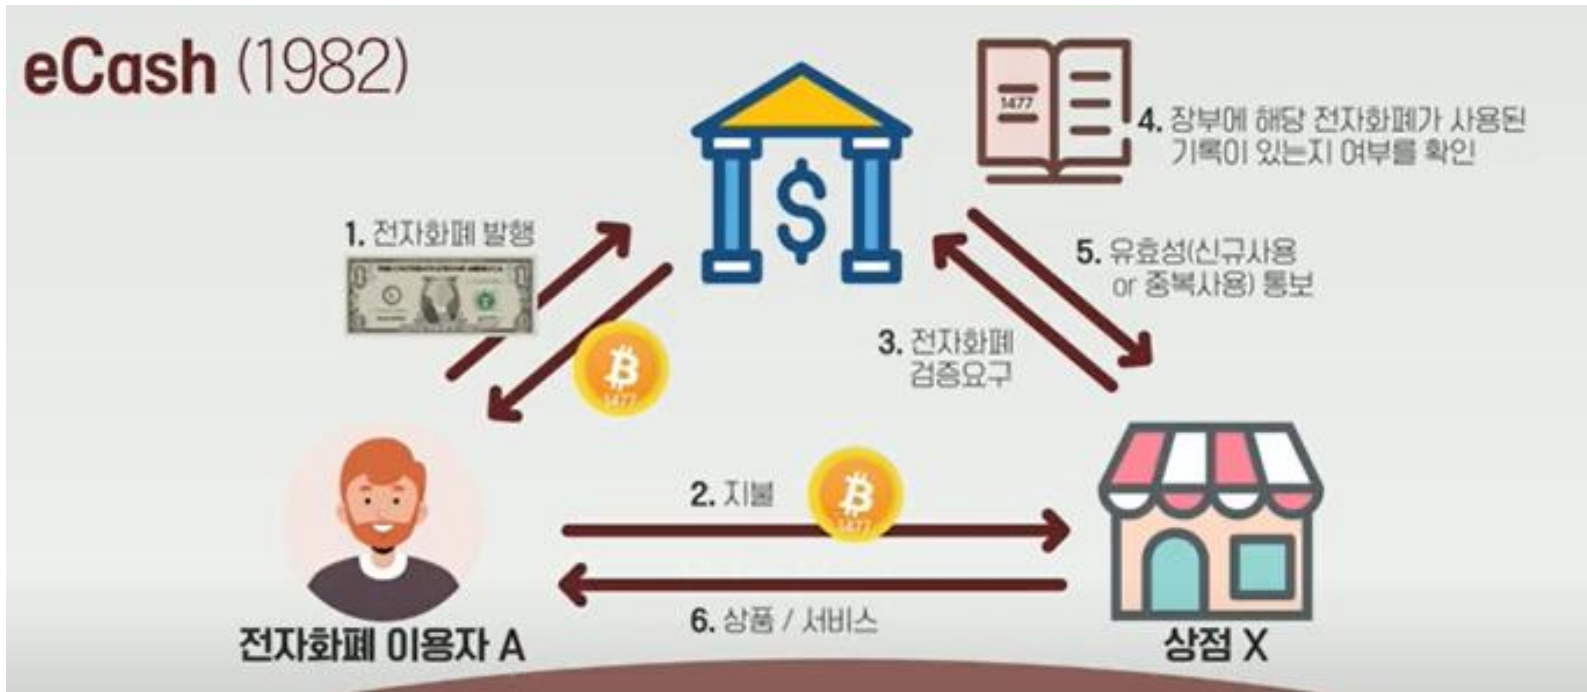 eCash (1982)
1477
4. 장부에 해당 전자화폐가 사용된
기록이 있는지 여부를 확인
1. 전자화폐 발행
5. 유효성(신규사용
or 중복사용) 통보
3. 전자화폐
검증요구
1477
2. 지불
1477
6. 상품 / 서비스
전자화폐 이용자 A
상점 X